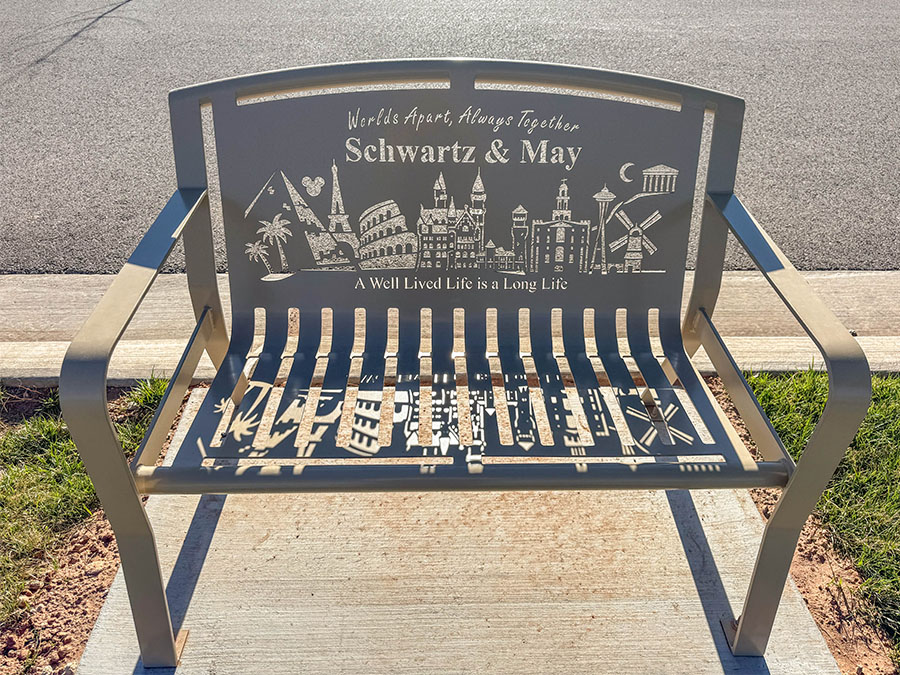 Worlds Apart, Always Together
Schwartz & May
A Well Lived Life is a Long Life